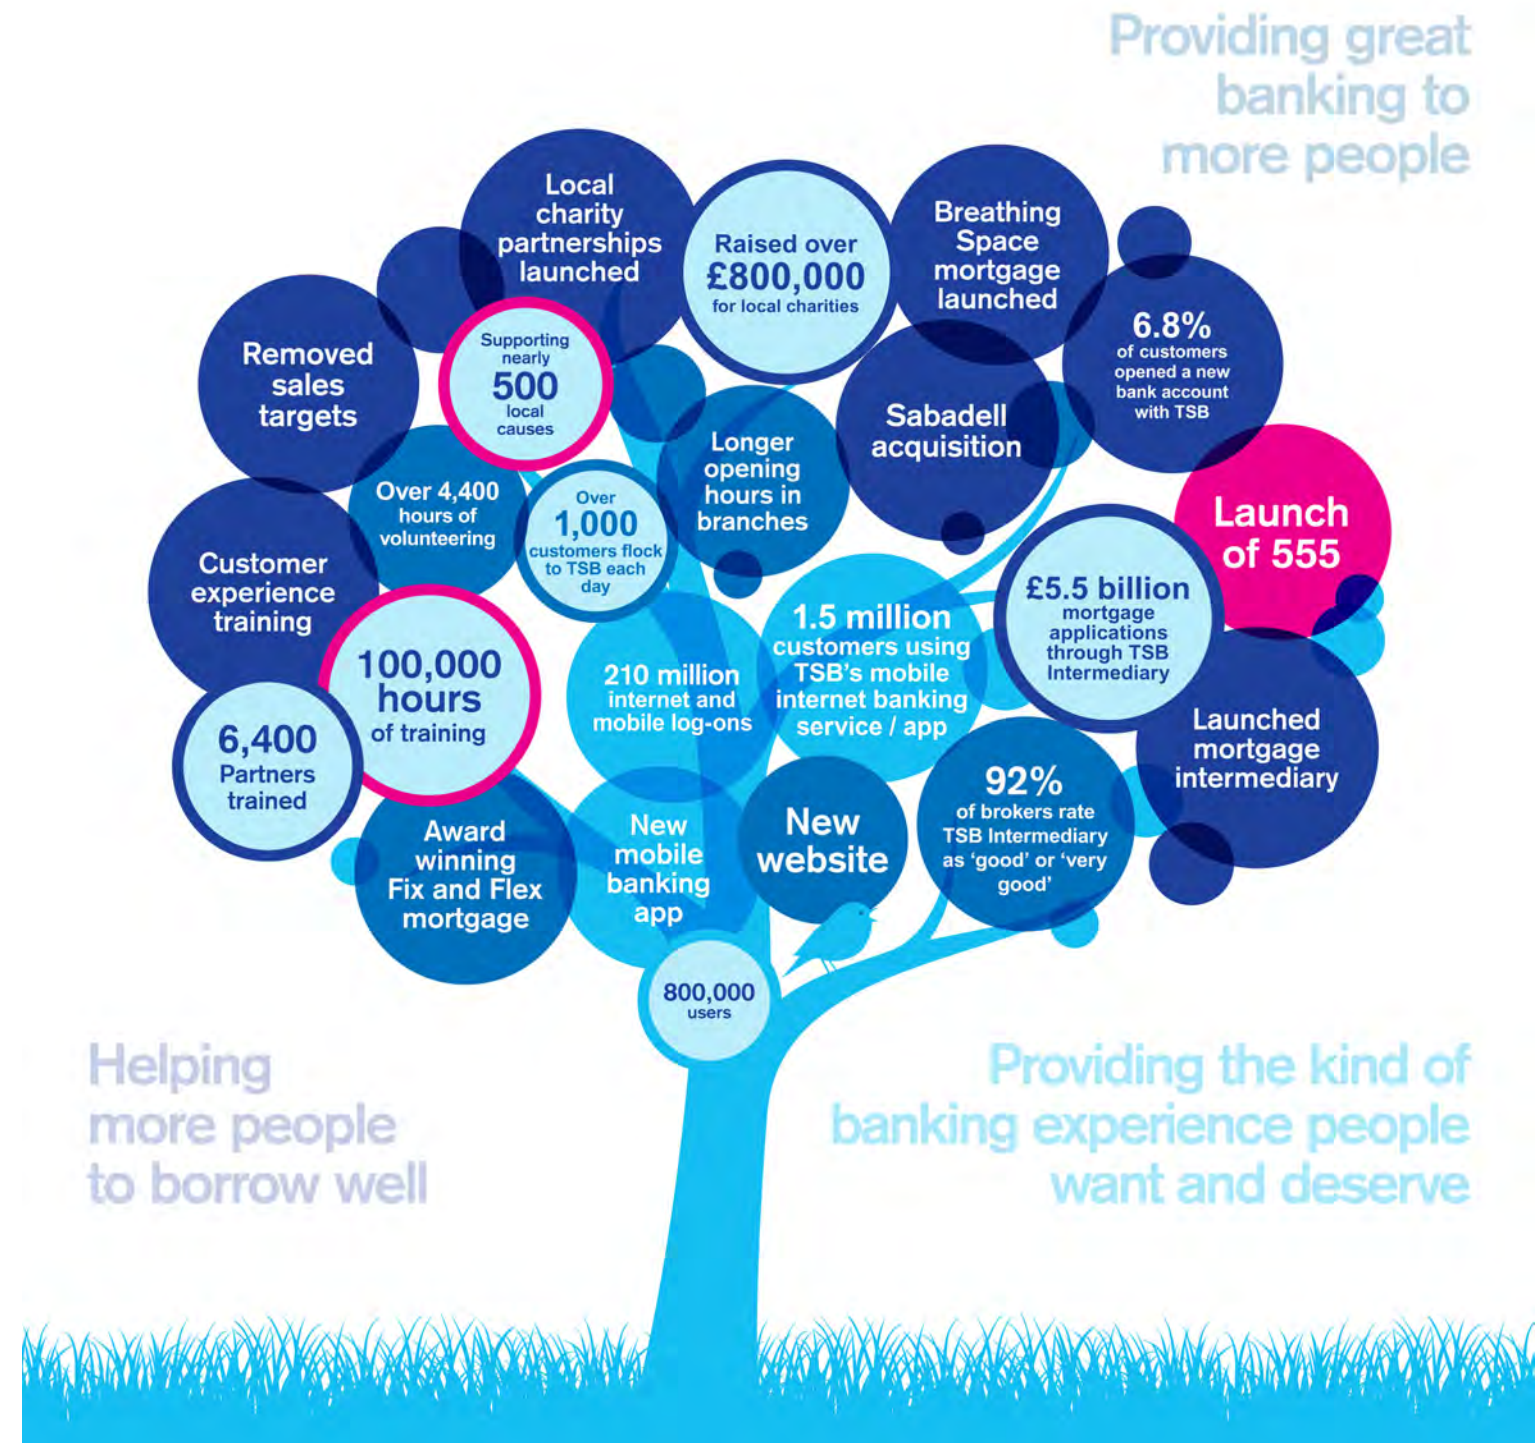 Providing great
banking to
more people
Local
charity
partnerships
launched
Raised over
£800,000
for local charities
Breathing
Space
mortgage
launched
6.8%
of customers
opened a new
bank account
with TSB
Removed
sales
targets
Supporting
nearly
500
local
causes
Longer
opening
hours in
branches
Sabadell
acquisition
Launch
of 555
Over 4,400
hours of
volunteering
Over
1,000
customers flock
to TSB each
day
Customer
experience
training
£5.5 billion
mortgage
applications
through TSB
Intermediary
1.5 million
customers using
TSB's mobile
internet banking
service / app
210 million
internet and
mobile log-ons
100,000
hours
of training
6,400
Partners
trained
Launched
mortgage
intermediary
92%
of brokers rate
TSB Intermediary
as ‘good’ or ‘very
good’
Award
winning
Fix and Flex
mortgage
New
mobile
banking
app
New
website
800,000
users
Helping
more people
to borrow well
Providing the kind of
banking experience people
want and deserve